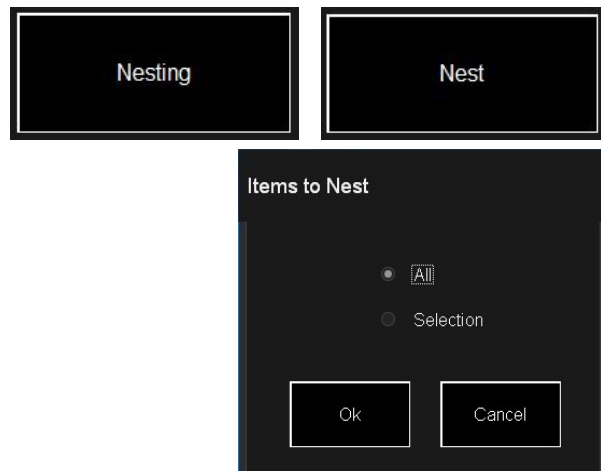 Nesting
Nest
Items to Nest
All
Selection
Ok
Cancel